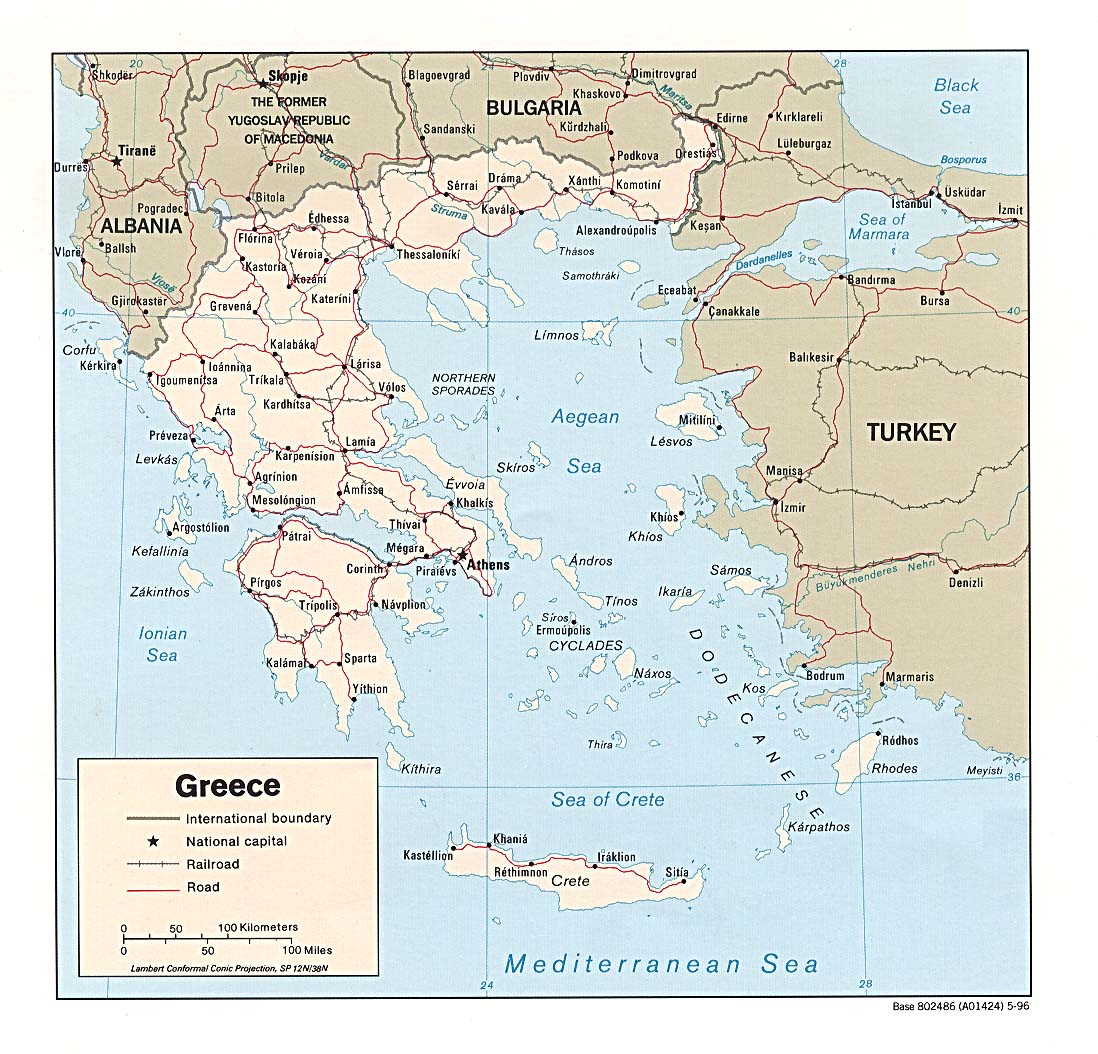 20
24
28
Shkodër
Skopje
Blagoevgrad
Plovdiv
Dimitrovgrad
Black
Sea
THE FORMER
YUGOSLAV REPUBLIC
OF MACEDONIA
BULGARIA
Khaskovo
Maritsa
Edirne
Kırklareli
Sandanski
Kŭrdzhali
Orestiás
Lüleburgaz
Tiranë
Durrës
Vardar
Prilep
Podkova
Bosporus
Bitola
Sérrai
Dráma
Xánthi
Komotiní
Üsküdar
İstanbul
İzmit
Pogradec
ALBANIA
Struma
Kavála
Édhessa
Alexandroúpolis
Keşan
Sea of
Marmara
Flórina
Vlorë
Ballsh
Véroia
Thessaloníki
Thásos
Dardanelles
Kastoria
Kozáni
Samothráki
Vjosë
Bandırma
Gjirokastër
Grevená
Kateríni
Eceabat
Çanakkale
Bursa
40
40
Límnos
Corfu
Kérkira
Kalabáka
Balıkesir
Ioánnina
Lárisa
Igoumenítsa
Tríkala
Vólos
NORTHERN
SPORADES
Kardhítsa
Árta
Aegean
Sea
Mitilíni
Lésvos
TURKEY
Préveza
Lamía
Karpenísion
Levkás
Skíros
Manisa
Agrínion
Évvoia
Ámfissa
Khalkís
Mesolóngion
İzmir
Argostólion
Kefallinía
Pátrai
Thívai
Khíos
Khíos
Mégara
Athens
Corinth
Piraiévs
Ándros
Sámos
Büyükmenderes Nehri
Denizli
Pírgos
Zákinthos
Ikaría
Trípolis
Návplion
Tínos
Síros
Ermoúpolis
CYCLADES
Ionian
Sea
DODECANESE
Kalámai
Sparta
Náxos
Bodrum
Marmaris
Kos
Yíthion
Thíra
Ródhos
Kíthira
Rhodes
Meyísti
36
Greece
International boundary
National capital
Railroad
Road
0 50 100 Kilometers
0 50 100 Miles
Lambert Conformal Conic Projection, SP 12N/38N
Sea of Crete
Kárpathos
Kastéllion
Khaniá
Réthimnon
Iráklion
Crete
Sitía
Mediterranean Sea
24
28
Base 802486 (A01424) 5-96